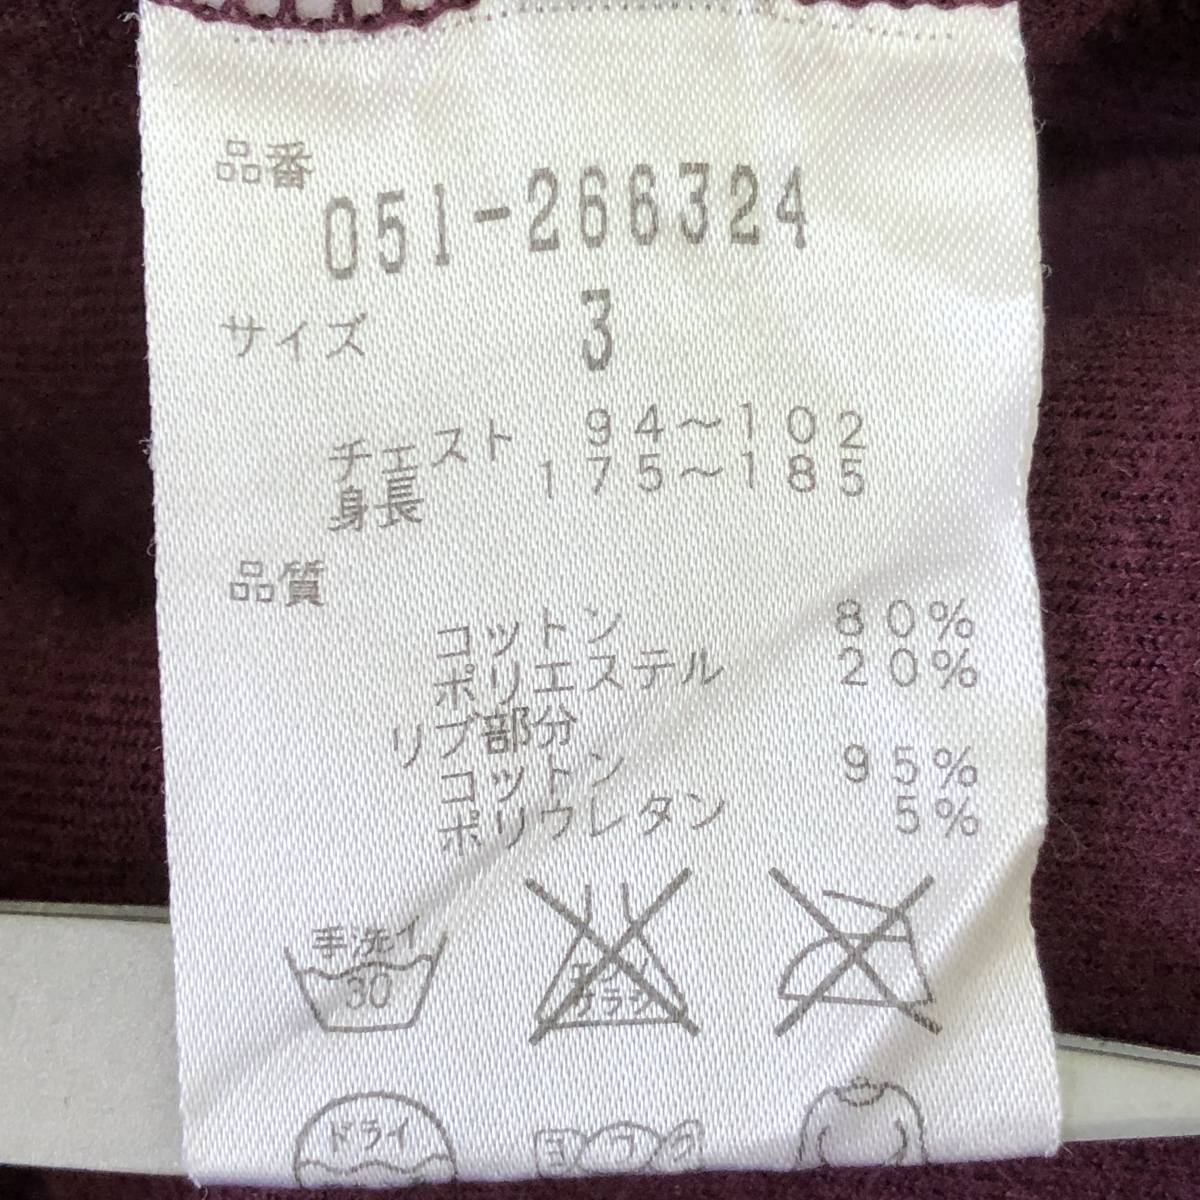 品番
051-266324
サイズ 3
チェスト 94~102
身長 175~185
品質
コットン 80%
ポリエステル 20%
リブ部分
コットン 95%
ポリウレタン 5%
手洗イ
30
エンソ
サラシ
ドライ
ヨワク